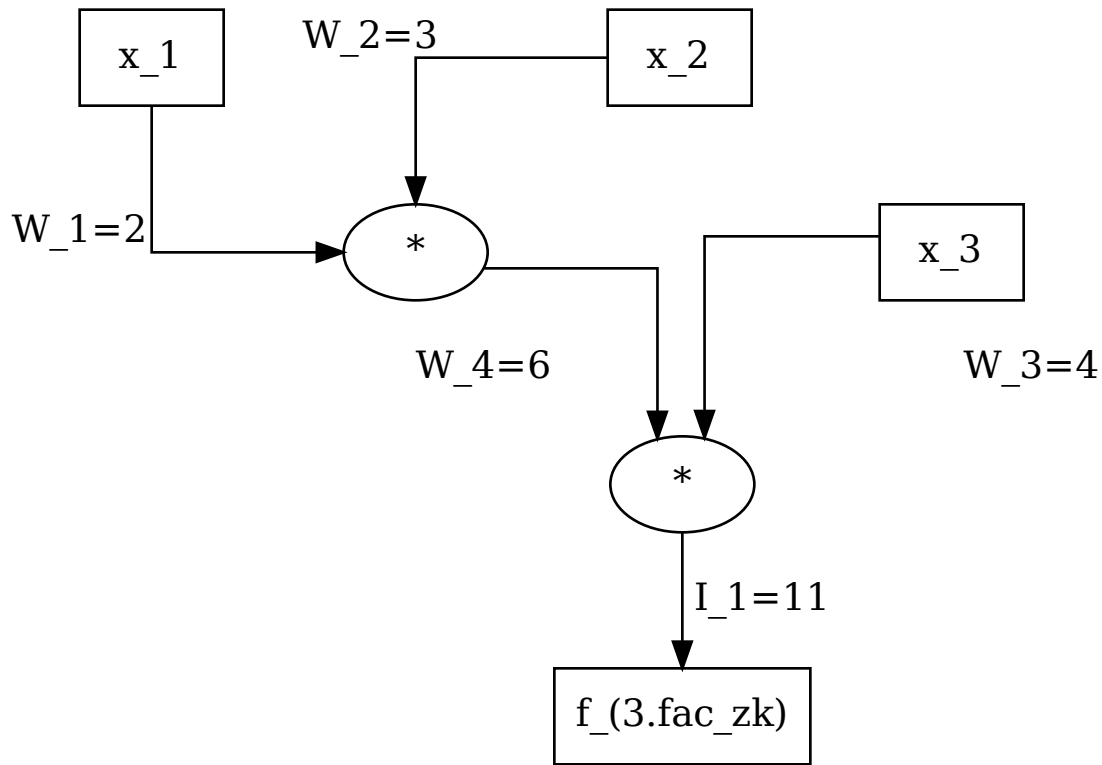 x_1
W_2=3
x_2
W_1=2
*
x_3
W_4=6
W_3=4
*
I_1=11
f_(3.fac_zk)